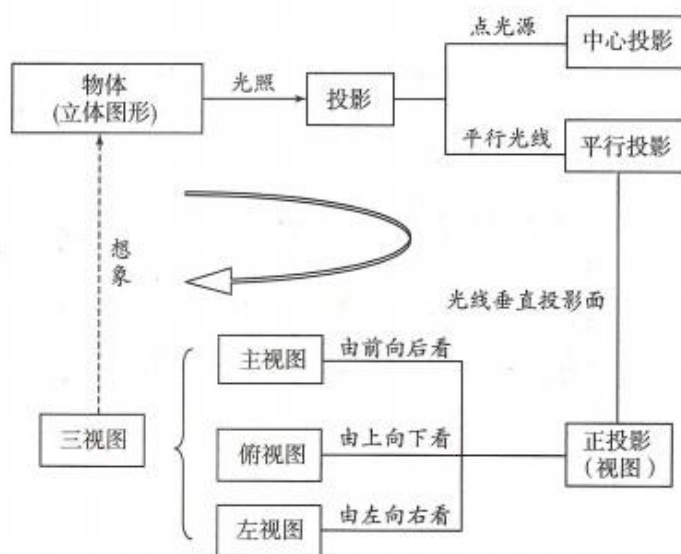 点光源
中心投影
物体
(立体图形)
光照
投影
平行光线
平行投影
想象
光线垂直投影面
主视图
由前向后看
三视图
俯视图
由上向下看
正投影
(视图)
左视图
由左向右看